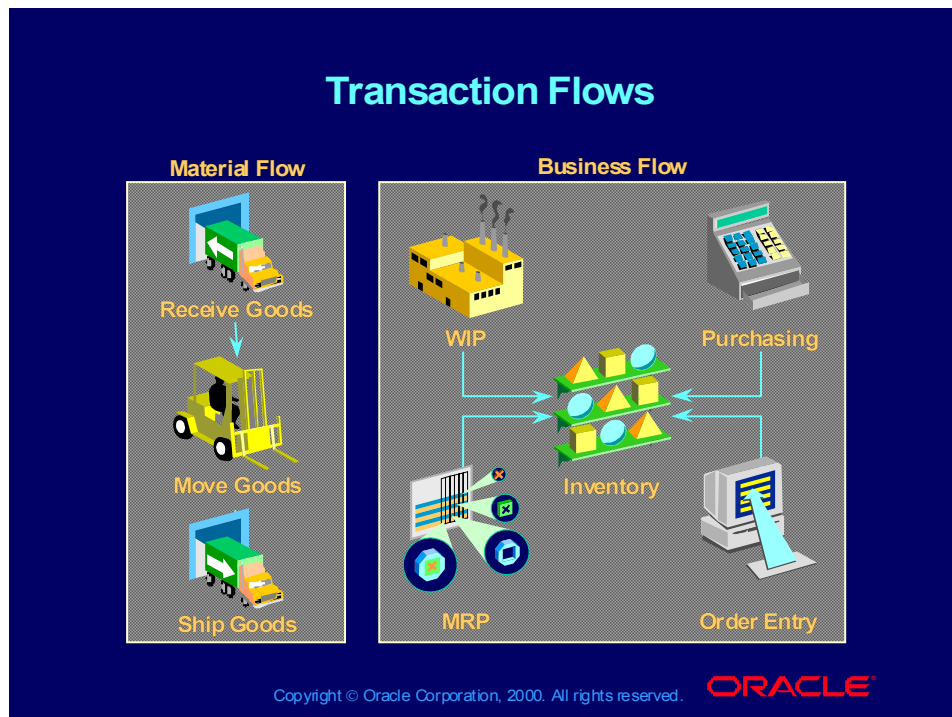 Transaction Flows
Material Flow
Receive Goods
Move Goods
Ship Goods
Business Flow
WIP
Purchasing
Inventory
MRP
Order Entry
Copyright © Oracle Corporation, 2000. All rights reserved.
ORACLE®